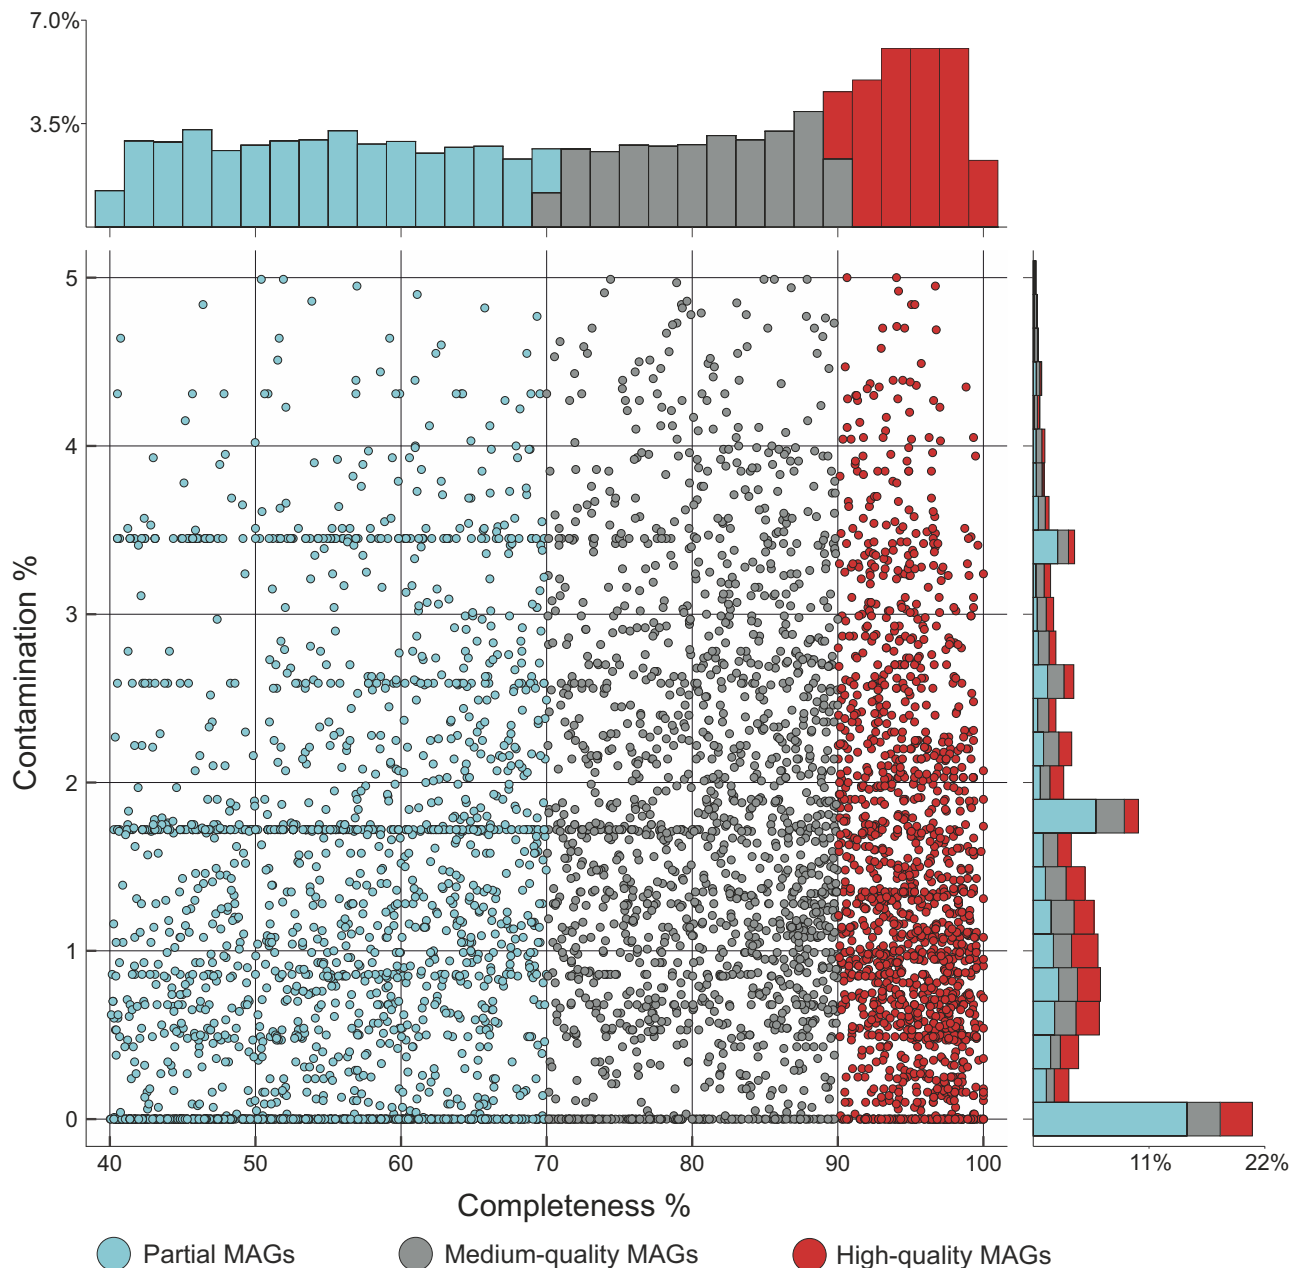 7.0%
3.5%
5
4
3
2
1
0
Contamination %
40 50 60 70 80 90 100
11% 22%
Completeness %
Partial MAGs Medium-quality MAGs High-quality MAGs